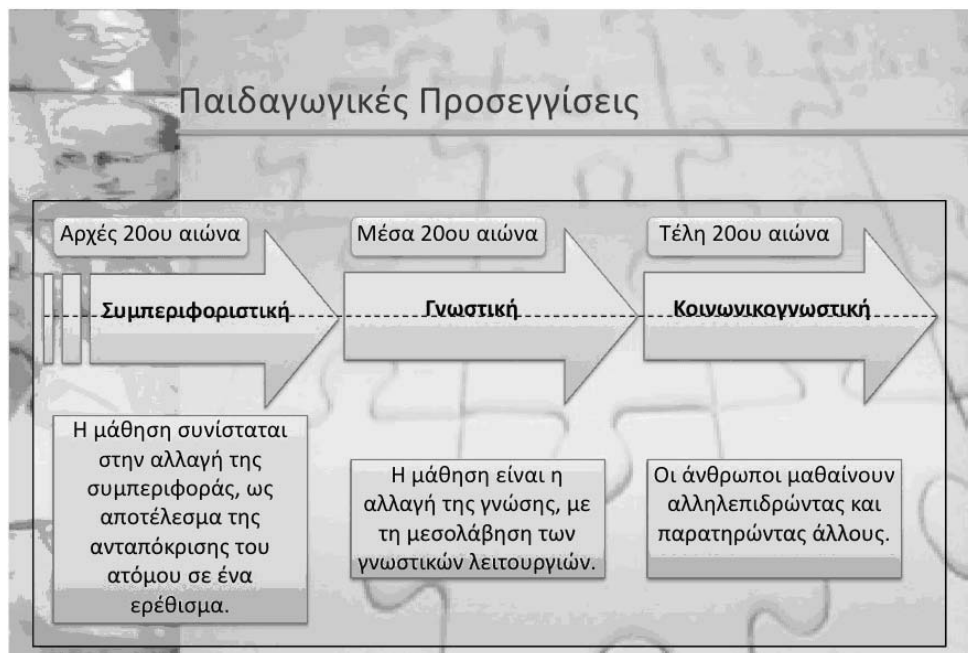 Παιδαγωγικές Προσεγγίσεις
Αρχές 20ου αιώνα
Μέσα 20ου αιώνα
Τέλη 20ου αιώνα
Συμπεριφοριστική
Γνωστική
Κοινωνικογνωστική
Η μάθηση συνίσταται
στην αλλαγή της
συμπεριφοράς, ως
αποτέλεσμα της
ανταπόκρισης του
ατόμου σε ένα
ερέθισμα.
Η μάθηση είναι η
αλλαγή της γνώσης, με
τη μεσολάβηση των
γνωστικών λειτουργιών.
Οι άνθρωποι μαθαίνουν
αλληλεπιδρώντας και
παρατηρώντας άλλους.